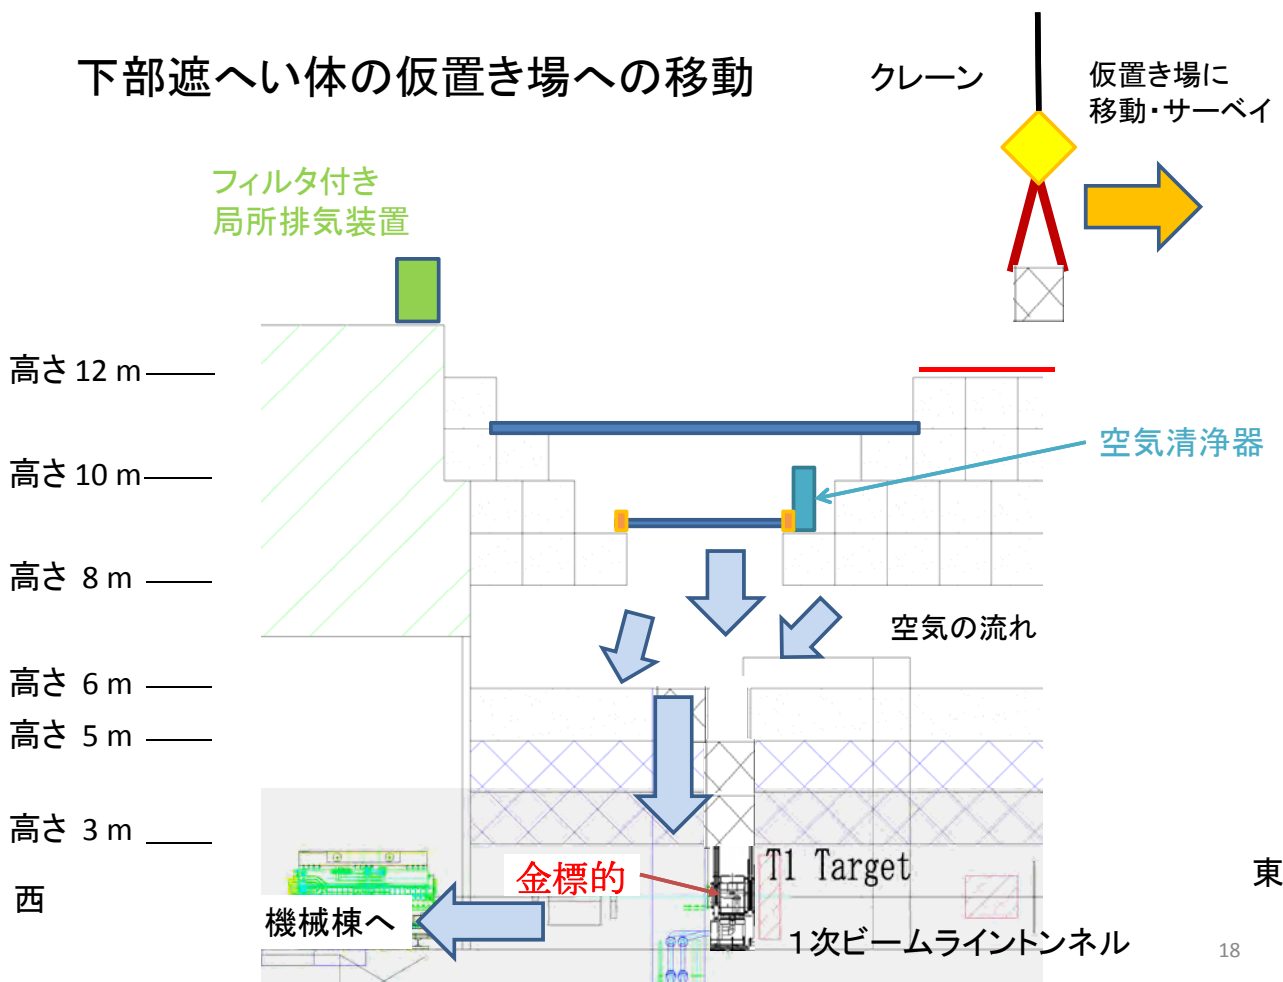 下部遮へい体の仮置き場への移動
クレーン
仮置き場に
移動・サーベイ
フィルタ付き
局所排気装置
高さ 12 m
空気清浄器
高さ 10 m
高さ 8 m
空気の流れ
高さ 6 m
高さ 5 m
高さ 3 m
T1 Target
金標的
東
西
機械棟へ
1次ビームライントンネル
18